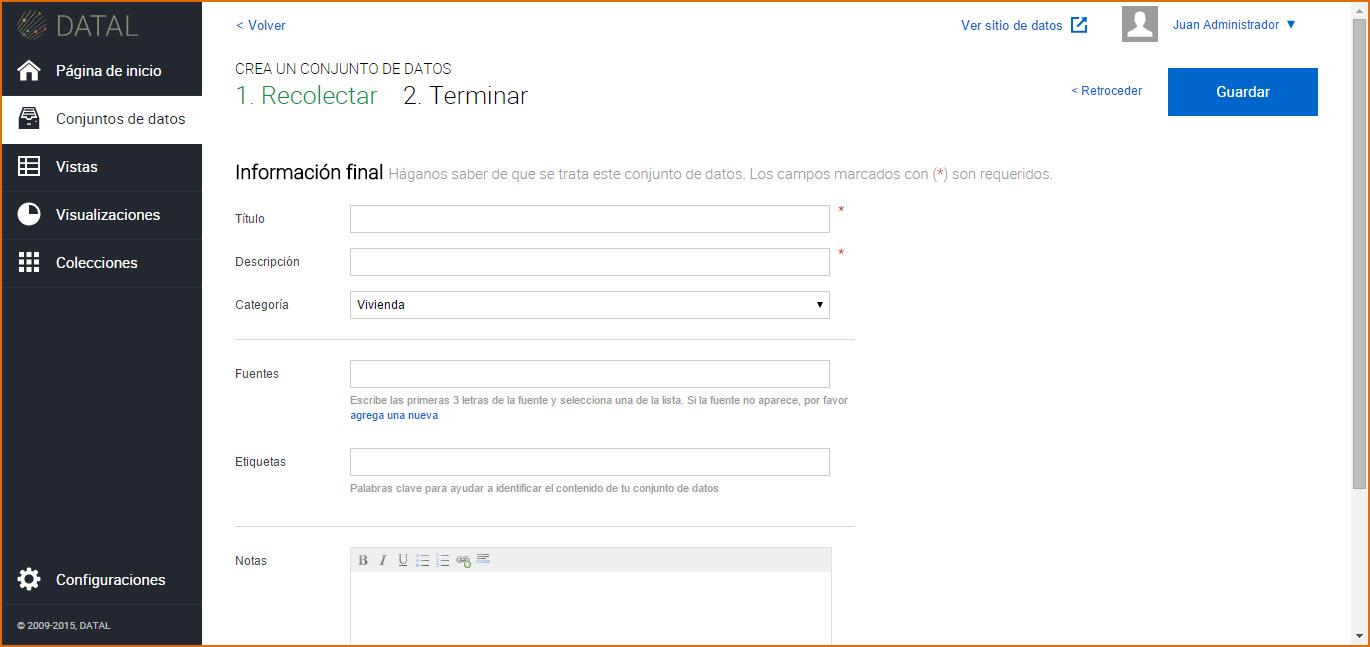 DATAL
Página de inicio
Conjuntos de datos
Vistas
Visualizaciones
Colecciones
Configuraciones
© 2009-2015, DATAL
< Volver
Ver sitio de datos
Juan Administrador ▼
CREA UN CONJUNTO DE DATOS
1. Recolectar 2. Terminar
< Retroceder
Guardar
Información final Háganos saber de que se trata este conjunto de datos. Los campos marcados con (*) son requeridos.
Título *
Descripción *
Categoría Vivienda ▼
Fuentes
Escribe las primeras 3 letras de la fuente y selecciona una de la lista. Si la fuente no aparece, por favor
agrega una nueva
Etiquetas
Palabras clave para ayudar a identificar el contenido de tu conjunto de datos
Notas B I U